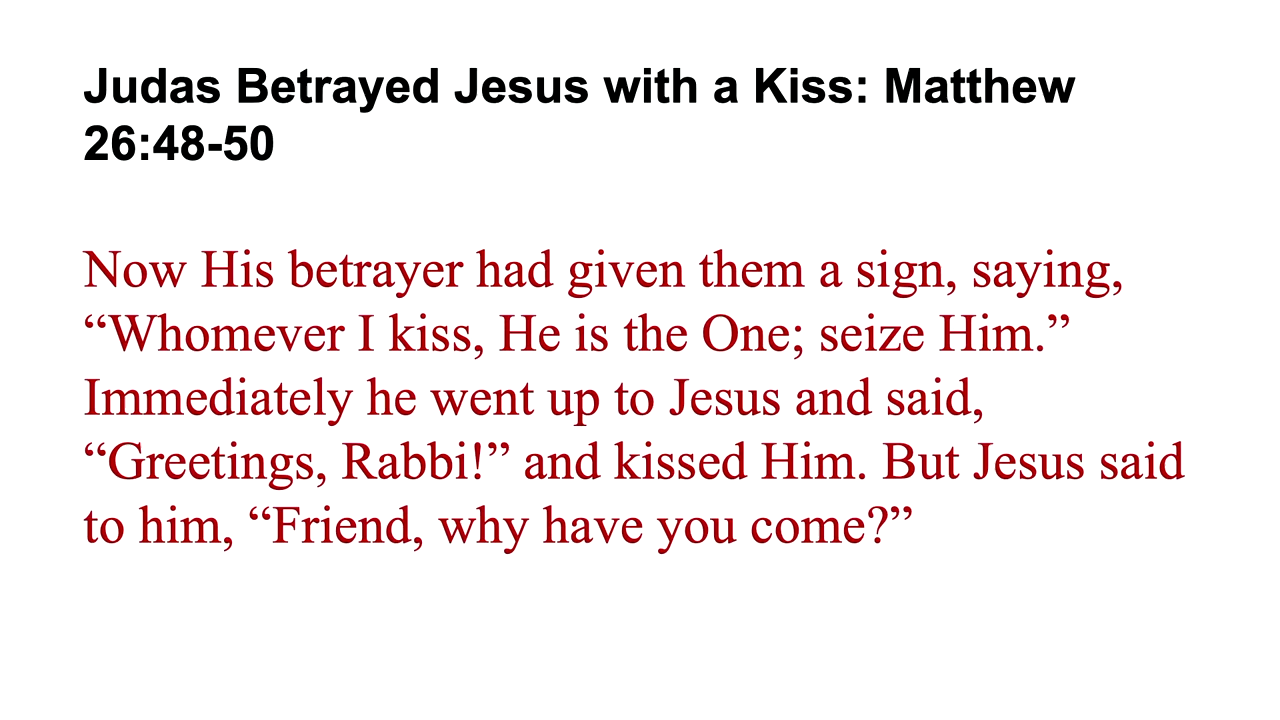 Judas Betrayed Jesus with a Kiss: Matthew
26:48-50
Now His betrayer had given them a sign, saying,
“Whomever I kiss, He is the One; seize Him.”
Immediately he went up to Jesus and said,
“Greetings, Rabbi!” and kissed Him. But Jesus said
to him, “Friend, why have you come?”